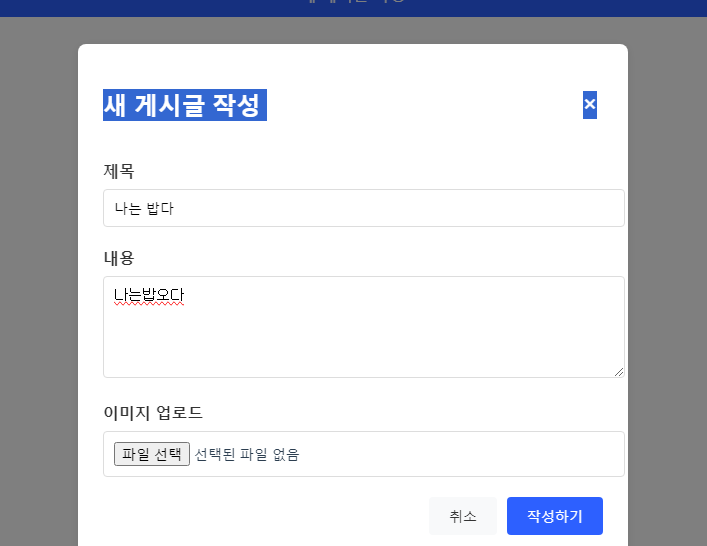 새 게시글 작성 ×
제목
나는 밥다
내용
나는밥오다
이미지 업로드
파일 선택 선택된 파일 없음
취소 작성하기